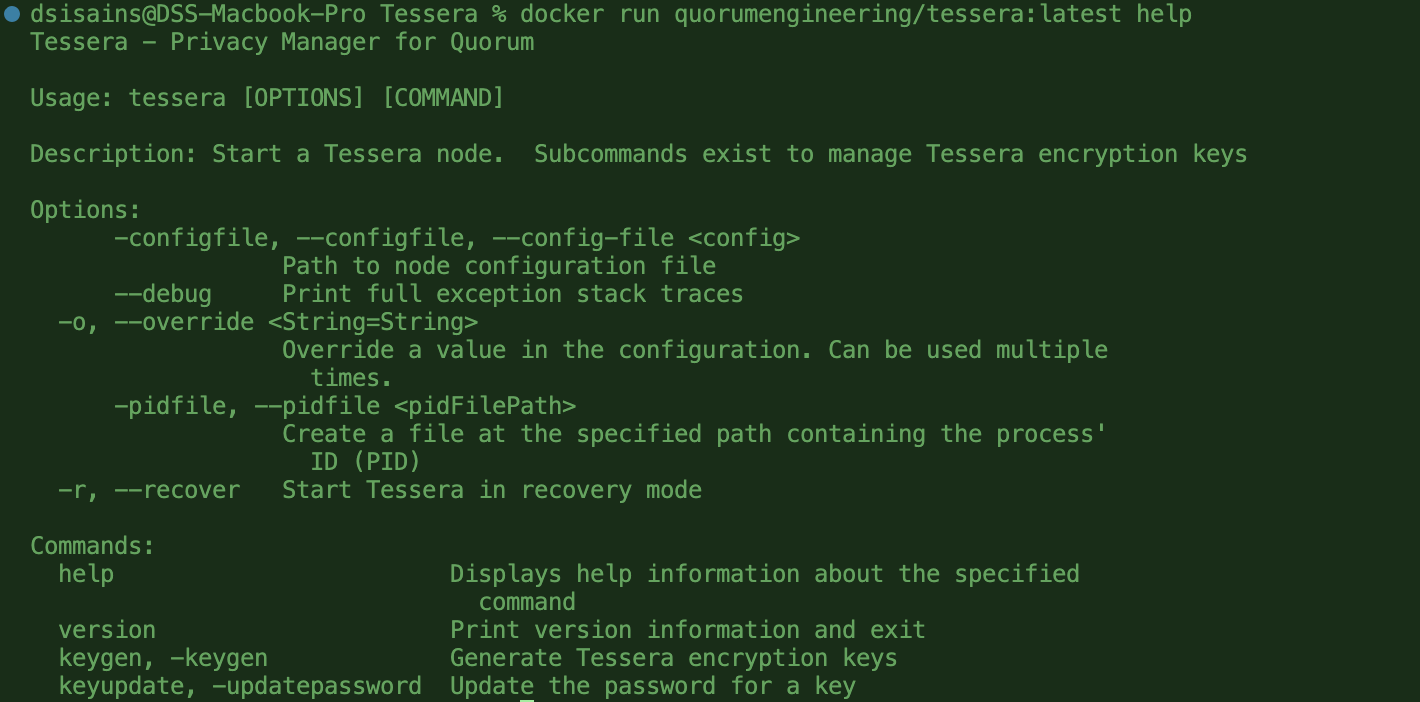 dsisains@DSS-Macbook-Pro Tessera % docker run quorumengineering/tessera:latest help
Tessera - Privacy Manager for Quorum
Usage: tessera [OPTIONS] [COMMAND]
Description: Start a Tessera node.  Subcommands exist to manage Tessera encryption keys
Options:
      -configfile, --configfile, --config-file <config>
                  Path to node configuration file
      --debug     Print full exception stack traces
  -o, --override <String=String>
                  Override a value in the configuration. Can be used multiple
                    times.
      -pidfile, --pidfile <pidFilePath>
                  Create a file at the specified path containing the process'
                    ID (PID)
  -r, --recover   Start Tessera in recovery mode
Commands:
  help                        Displays help information about the specified
                                command
  version                     Print version information and exit
  keygen, -keygen             Generate Tessera encryption keys
  keyupdate, -updatepassword  Update the password for a key